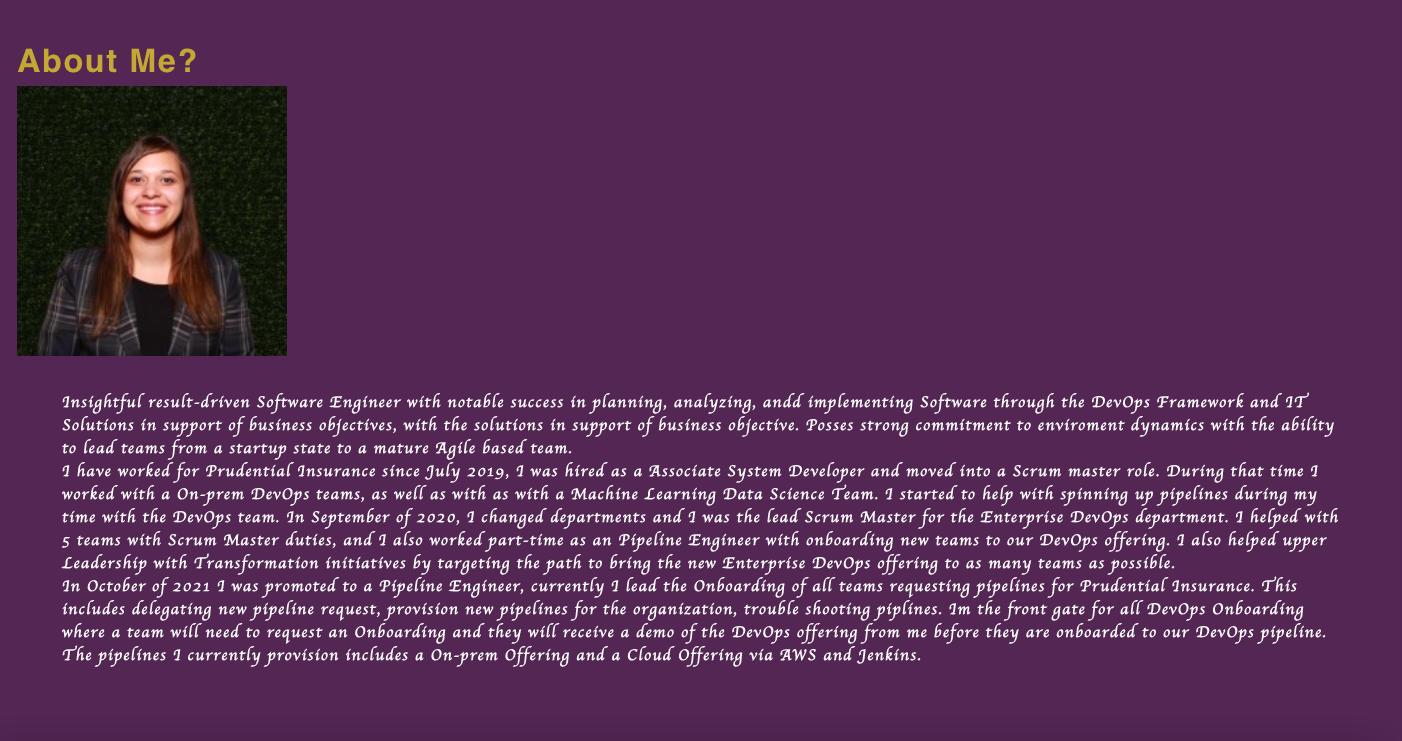 About Me?
Insightful result-driven Software Engineer with notable success in planning, analyzing, andd implementing Software through the DevOps Framework and IT
Solutions in support of business objectives, with the solutions in support of business objective. Posses strong commitment to enviroment dynamics with the ability
to lead teams from a startup state to a mature Agile based team.
I have worked for Prudential Insurance since July 2019, I was hired as a Associate System Developer and moved into a Scrum master role. During that time I
worked with a On-prem DevOps teams, as well as with as with a Machine Learning Data Science Team. I started to help with spinning up pipelines during my
time with the DevOps team. In September of 2020, I changed departments and I was the lead Scrum Master for the Enterprise DevOps department. I helped with
5 teams with Scrum Master duties, and I also worked part-time as an Pipeline Engineer with onboarding new teams to our DevOps offering. I also helped upper
Leadership with Transformation initiatives by targeting the path to bring the new Enterprise DevOps offering to as many teams as possible.
In October of 2021 I was promoted to a Pipeline Engineer, currently I lead the Onboarding of all teams requesting pipelines for Prudential Insurance. This
includes delegating new pipeline request, provision new pipelines for the organization, trouble shooting piplines. Im the front gate for all DevOps Onboarding
where a team will need to request an Onboarding and they will receive a demo of the DevOps offering from me before they are onboarded to our DevOps pipeline.
The pipelines I currently provision includes a On-prem Offering and a Cloud Offering via AWS and Jenkins.